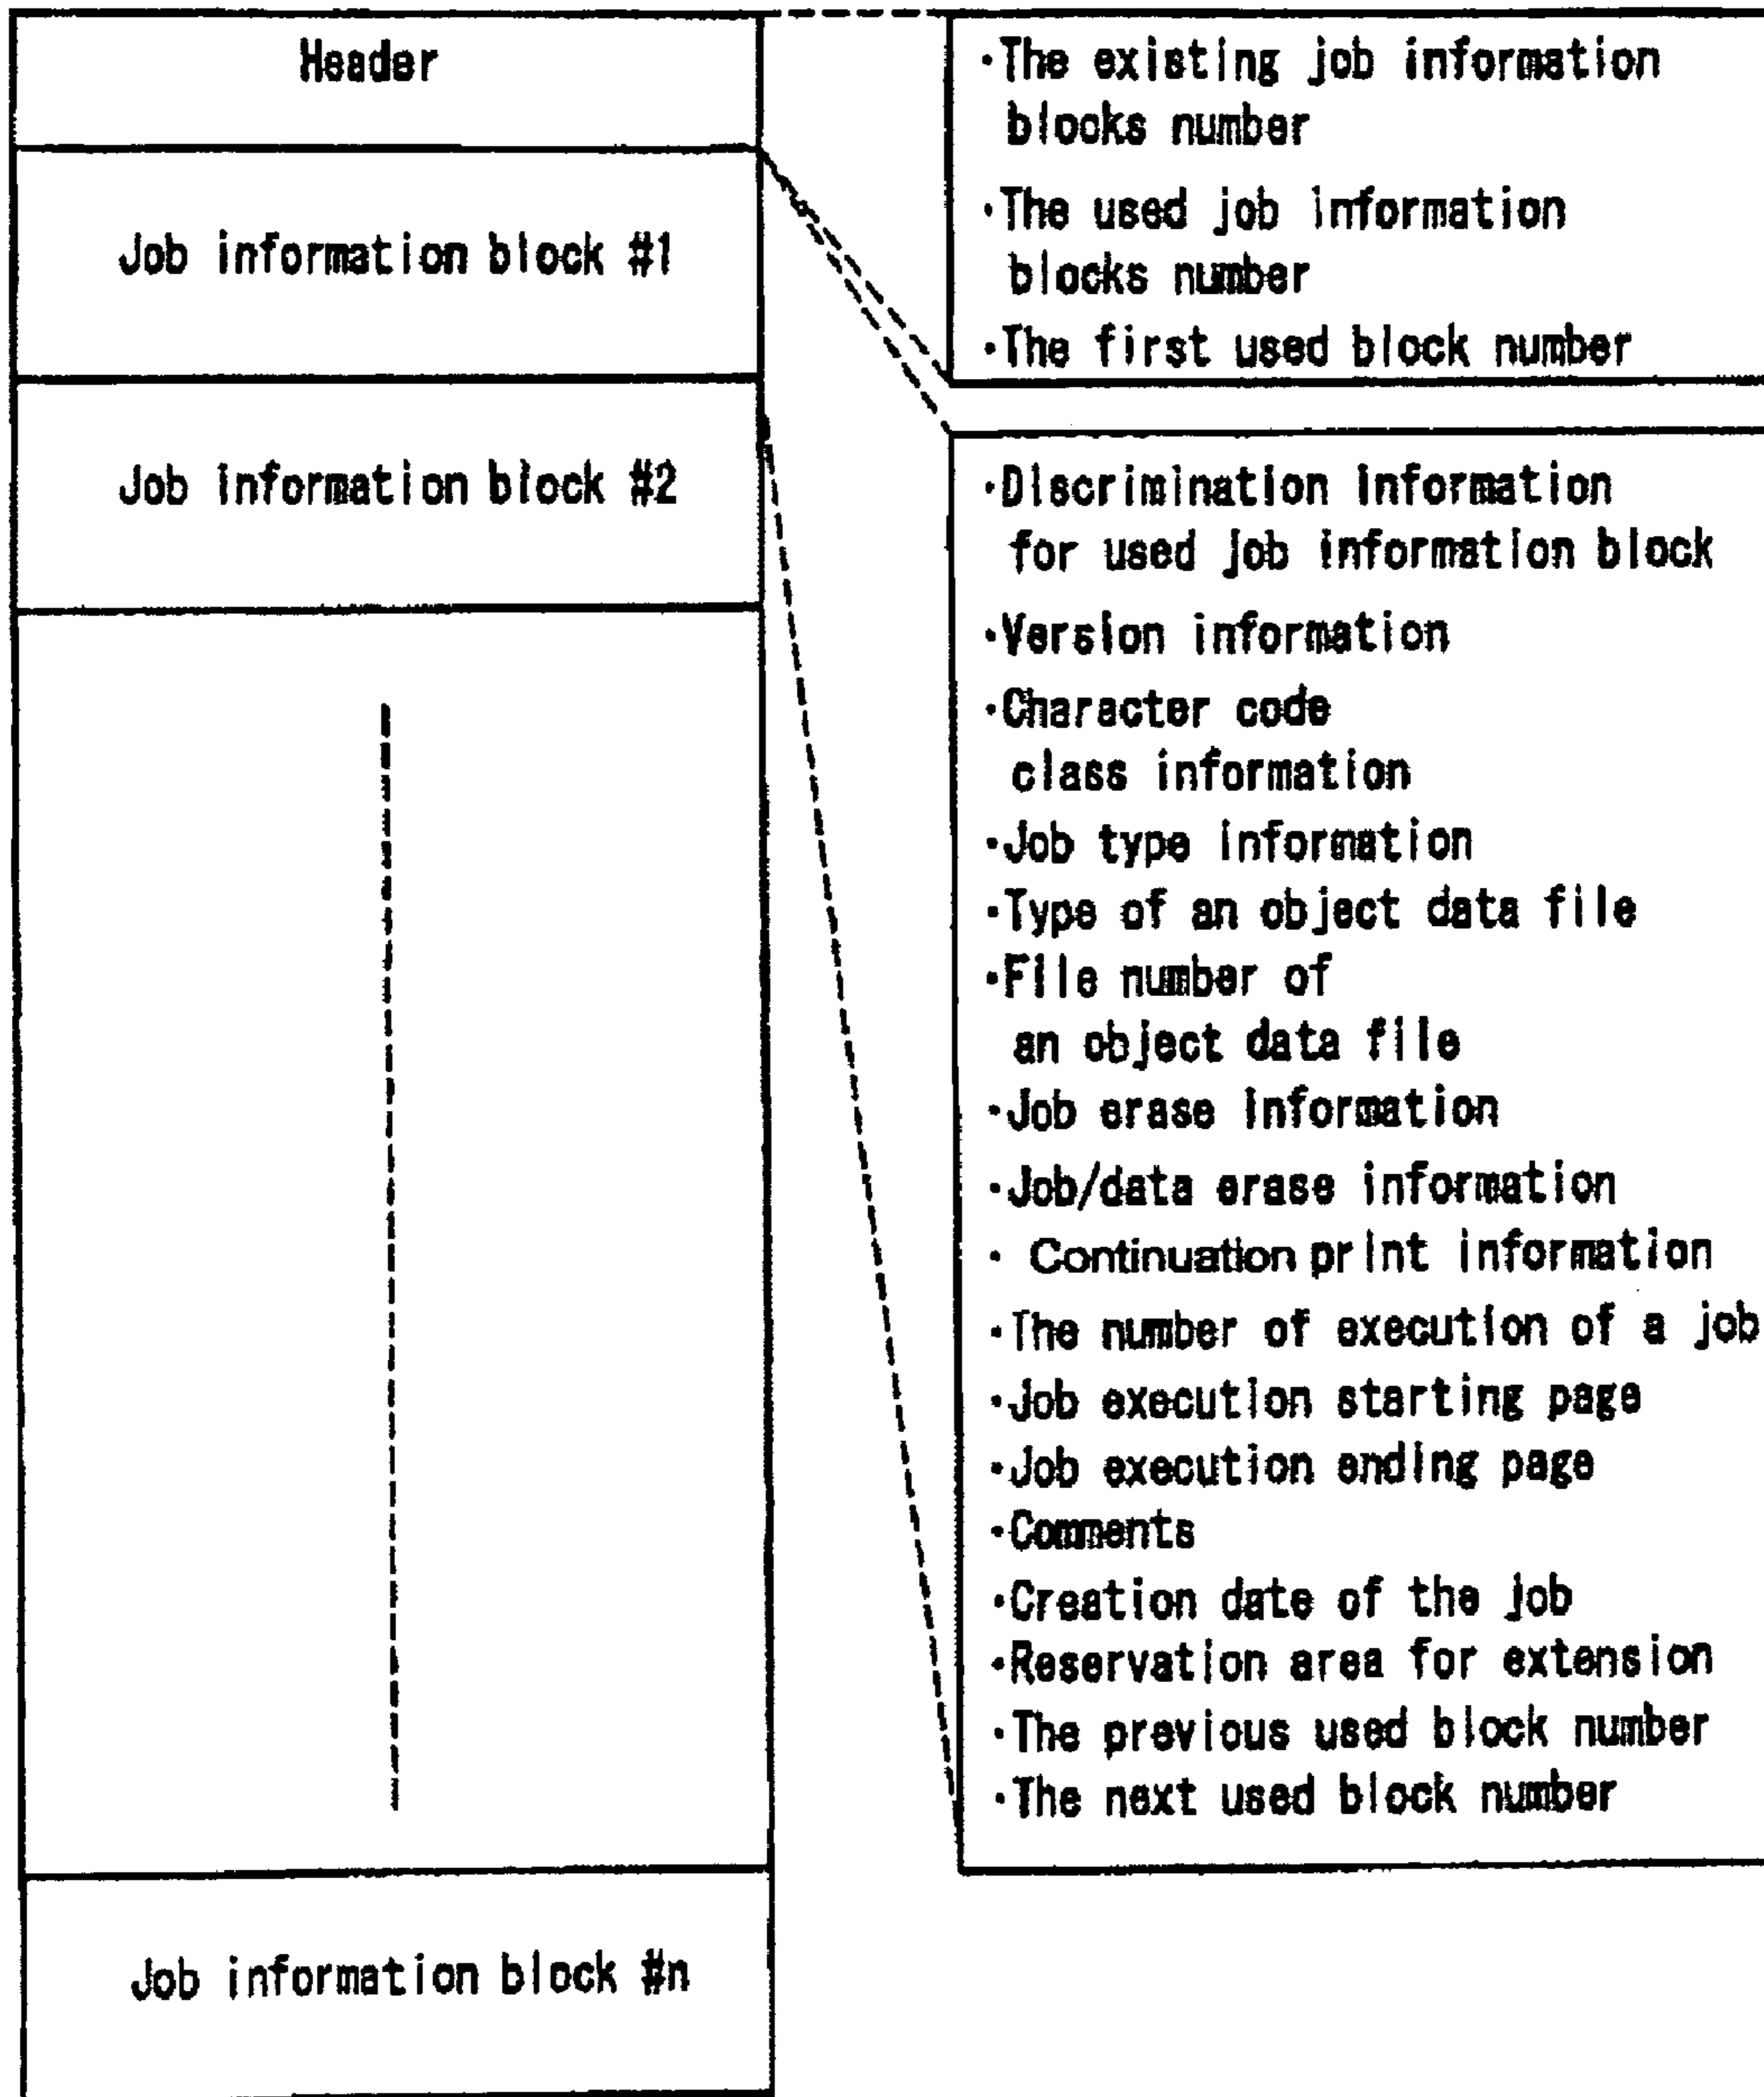 Header
Job information block #1
Job information block #2
Job information block #n
·The existing job information
blocks number
·The used job information
blocks number
·The first used block number
·Discrimination information
for used job information block
·Version information
·Character code
class information
·Job type information
·Type of an object data file
·File number of
an object data file
·Job erase information
·Job/data erase information
· Continuation print information
·The number of execution of a job
·Job execution starting page
·Job execution ending page
·Comments
·Creation date of the job
·Reservation area for extension
·The previous used block number
·The next used block number